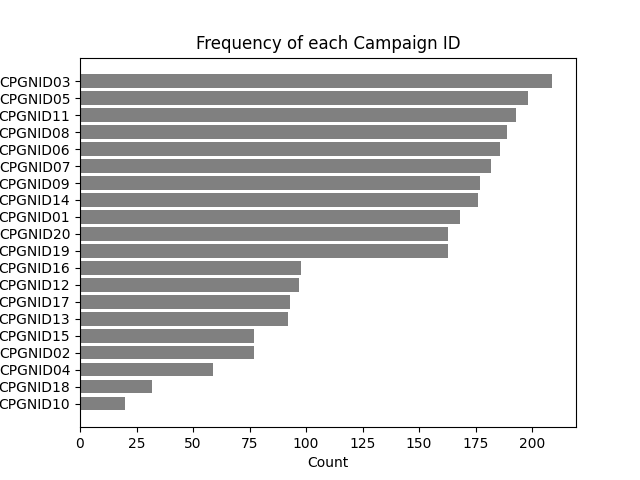 Frequency of each Campaign ID
CPGNID03
CPGNID05
CPGNID11
CPGNID08
CPGNID06
CPGNID07
CPGNID09
CPGNID14
CPGNID01
CPGNID20
CPGNID19
CPGNID16
CPGNID12
CPGNID17
CPGNID13
CPGNID15
CPGNID02
CPGNID04
CPGNID18
CPGNID10
0 25 50 75 100 125 150 175 200
Count